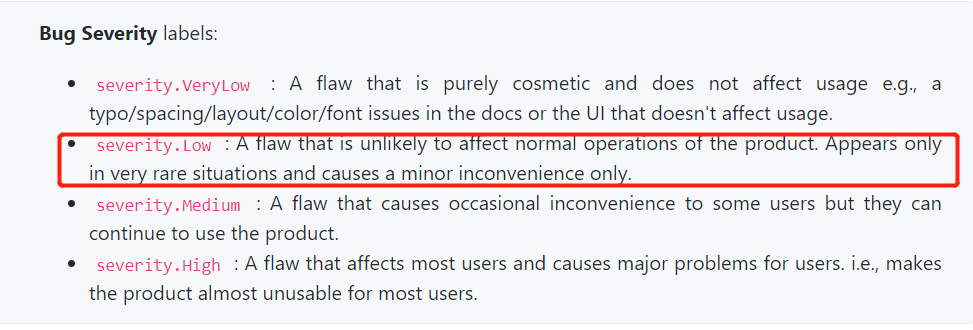 Bug Severity labels:
severity.VeryLow : A flaw that is purely cosmetic and does not affect usage e.g., a
typo/spacing/layout/color/font issues in the docs or the UI that doesn't affect usage.
severity.Low : A flaw that is unlikely to affect normal operations of the product. Appears only
in very rare situations and causes a minor inconvenience only.
severity.Medium : A flaw that causes occasional inconvenience to some users but they can
continue to use the product.
severity.High : A flaw that affects most users and causes major problems for users. i.e., makes
the product almost unusable for most users.